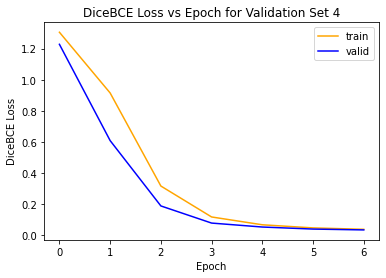 DiceBCE Loss vs Epoch for Validation Set 4
train
valid
DiceBCE Loss
1.2
1.0
0.8
0.6
0.4
0.2
0.0
0 1 2 3 4 5 6
Epoch